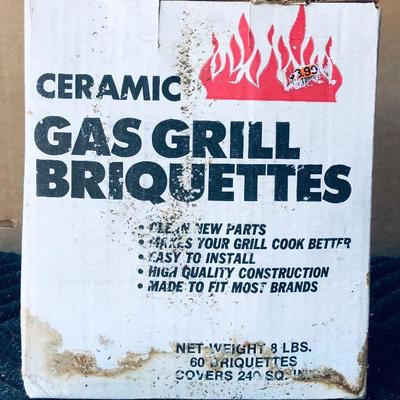 3.99
CERAMIC
GAS GRILL
BRIQUETTES
• CLEAN NEW PARTS
• MAKES YOUR GRILL COOK BETTER
• EASY TO INSTALL
• HIGH QUALITY CONSTRUCTION
• MADE TO FIT MOST BRANDS
NET WEIGHT 8 LBS.
60 BRIQUETTES
COVERS 240 SQ. IN.